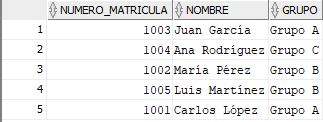 NUMERO_MATRICULA NOMBRE GRUPO
1 1003 Juan García Grupo A
2 1004 Ana Rodríguez Grupo C
3 1002 María Pérez Grupo B
4 1005 Luis Martínez Grupo B
5 1001 Carlos López Grupo A